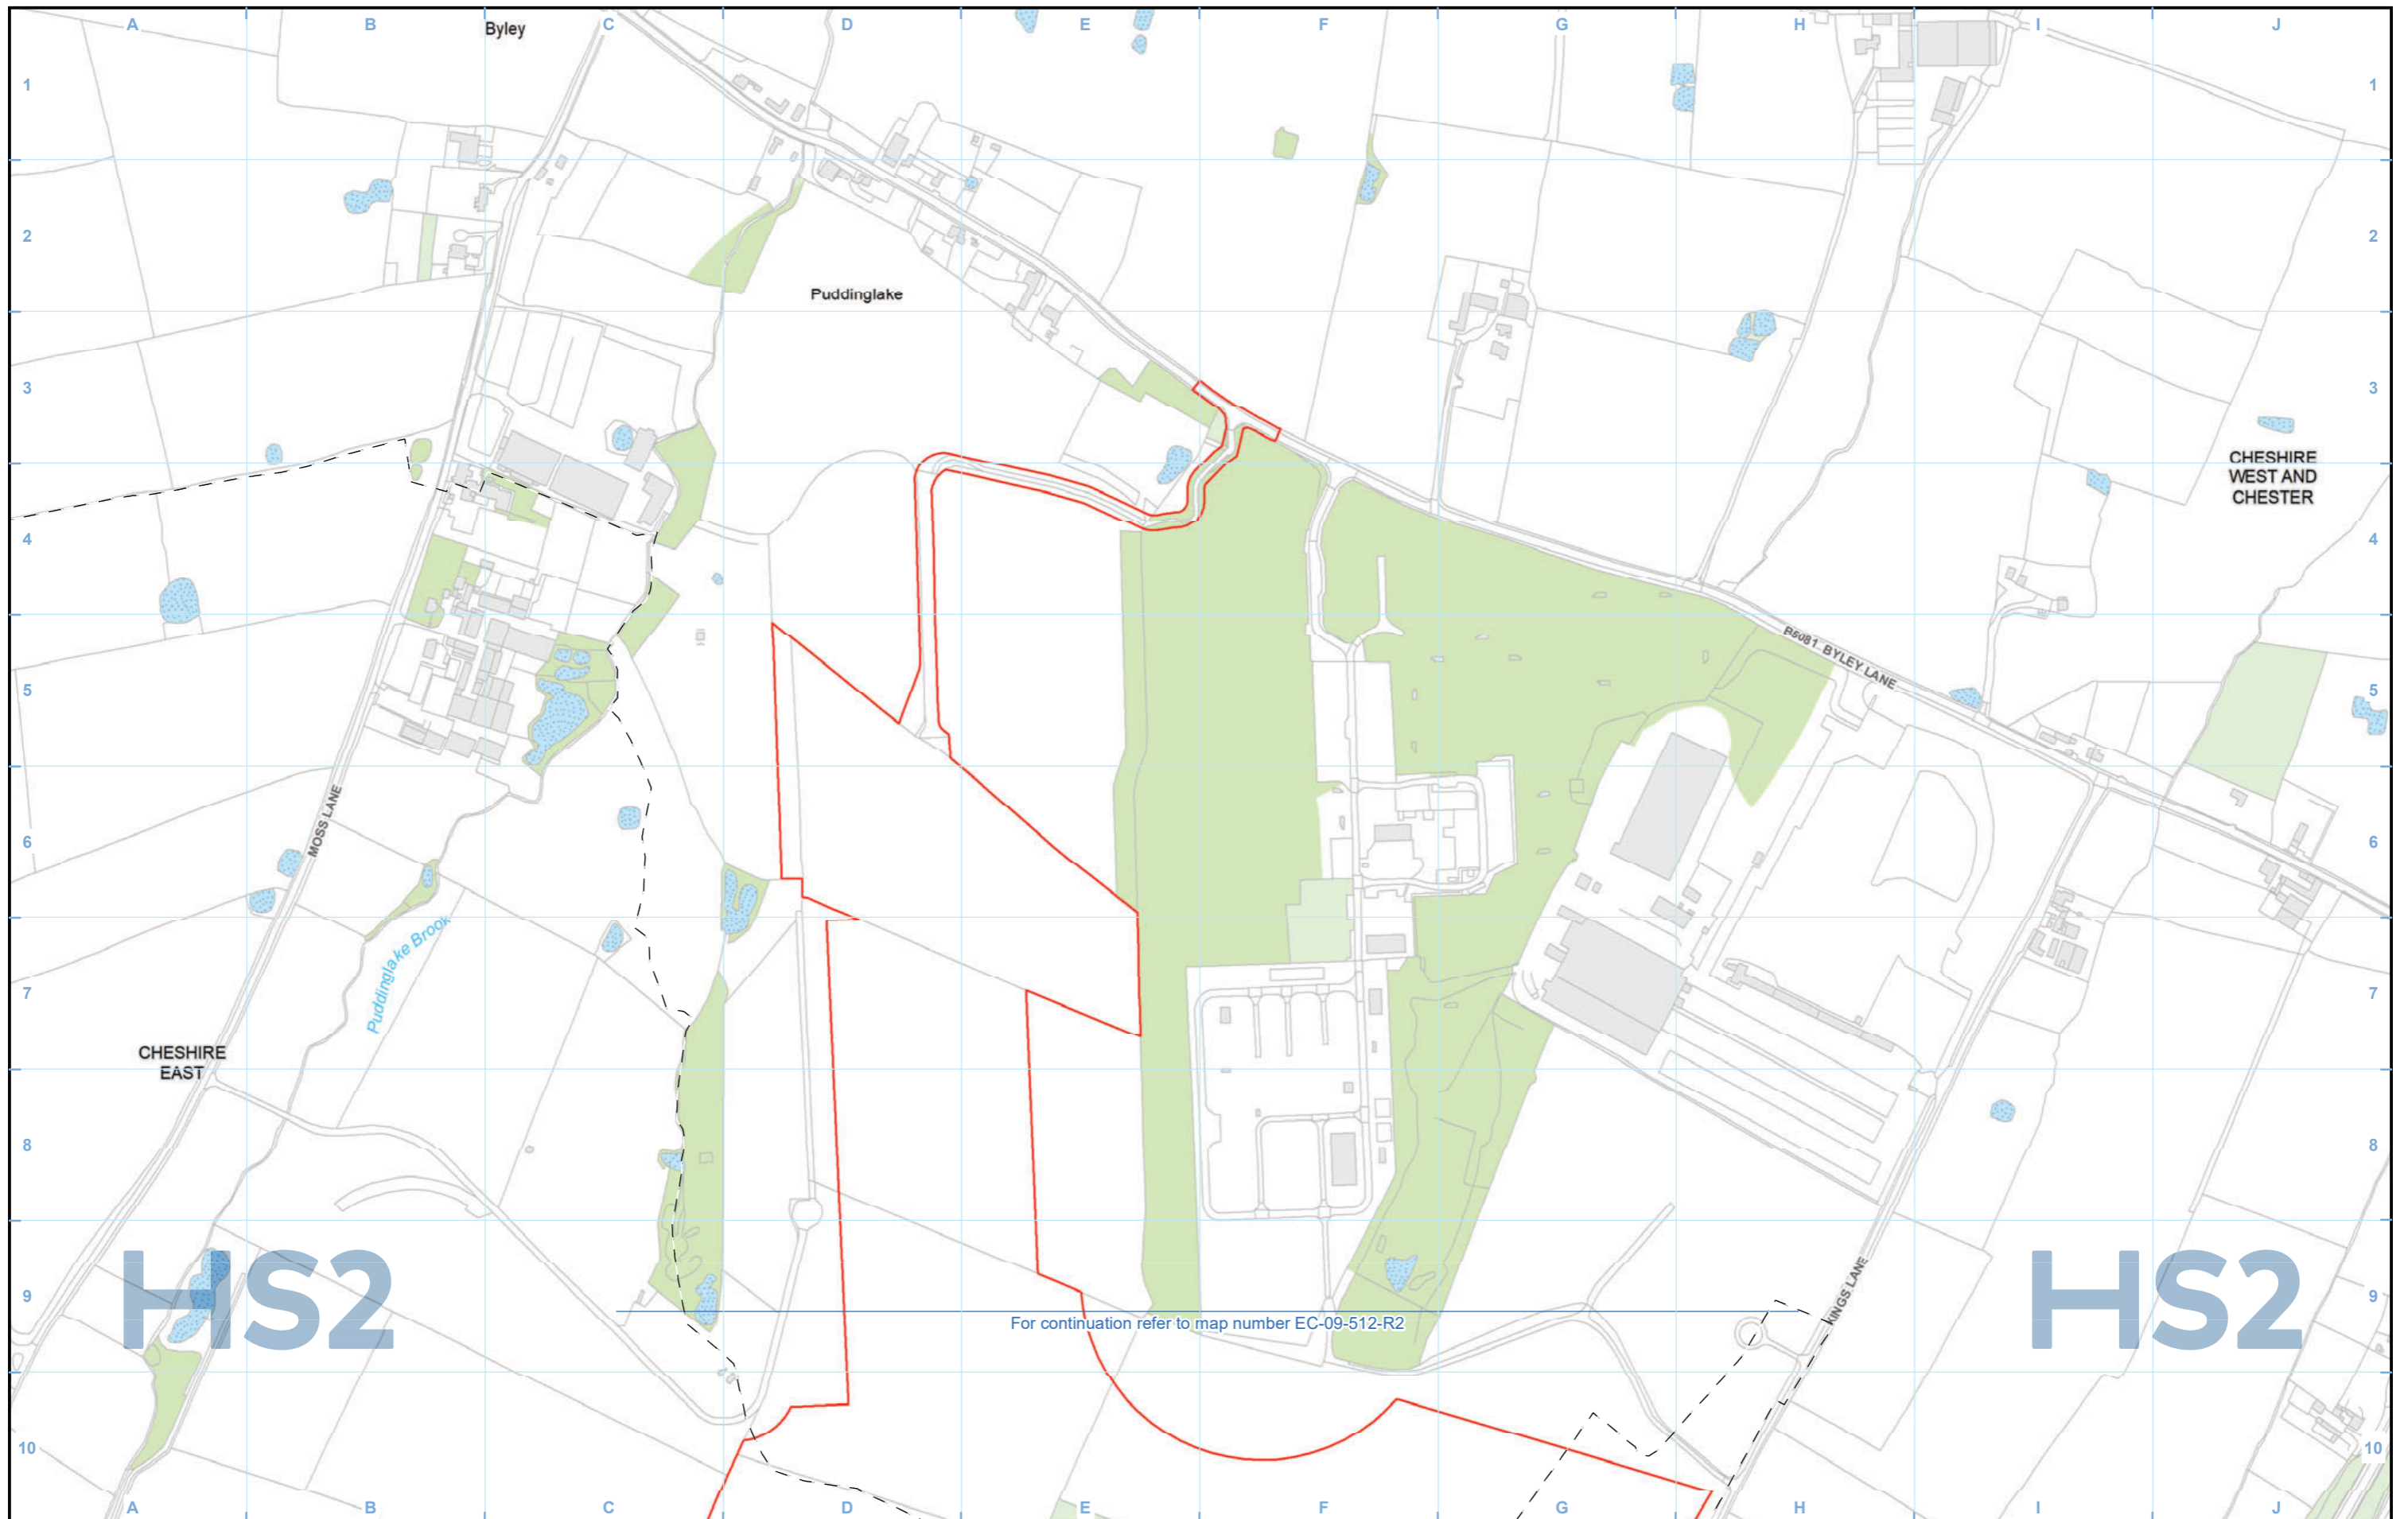 A B C D E F G H I J
Byley
1 1
2 2
Puddinglake
3 3
CHESHIRE
WEST AND
CHESTER
4 4
B5081 BYLEY LANE
5 5
MOSS LANE
6 6
Puddinglake Brook
7 7
CHESHIRE
EAST
8 8
HS2 HS2
KINGS LANE
9 9
For continuation refer to map number EC-09-512-R2
10 10
A B C D E F G H I J